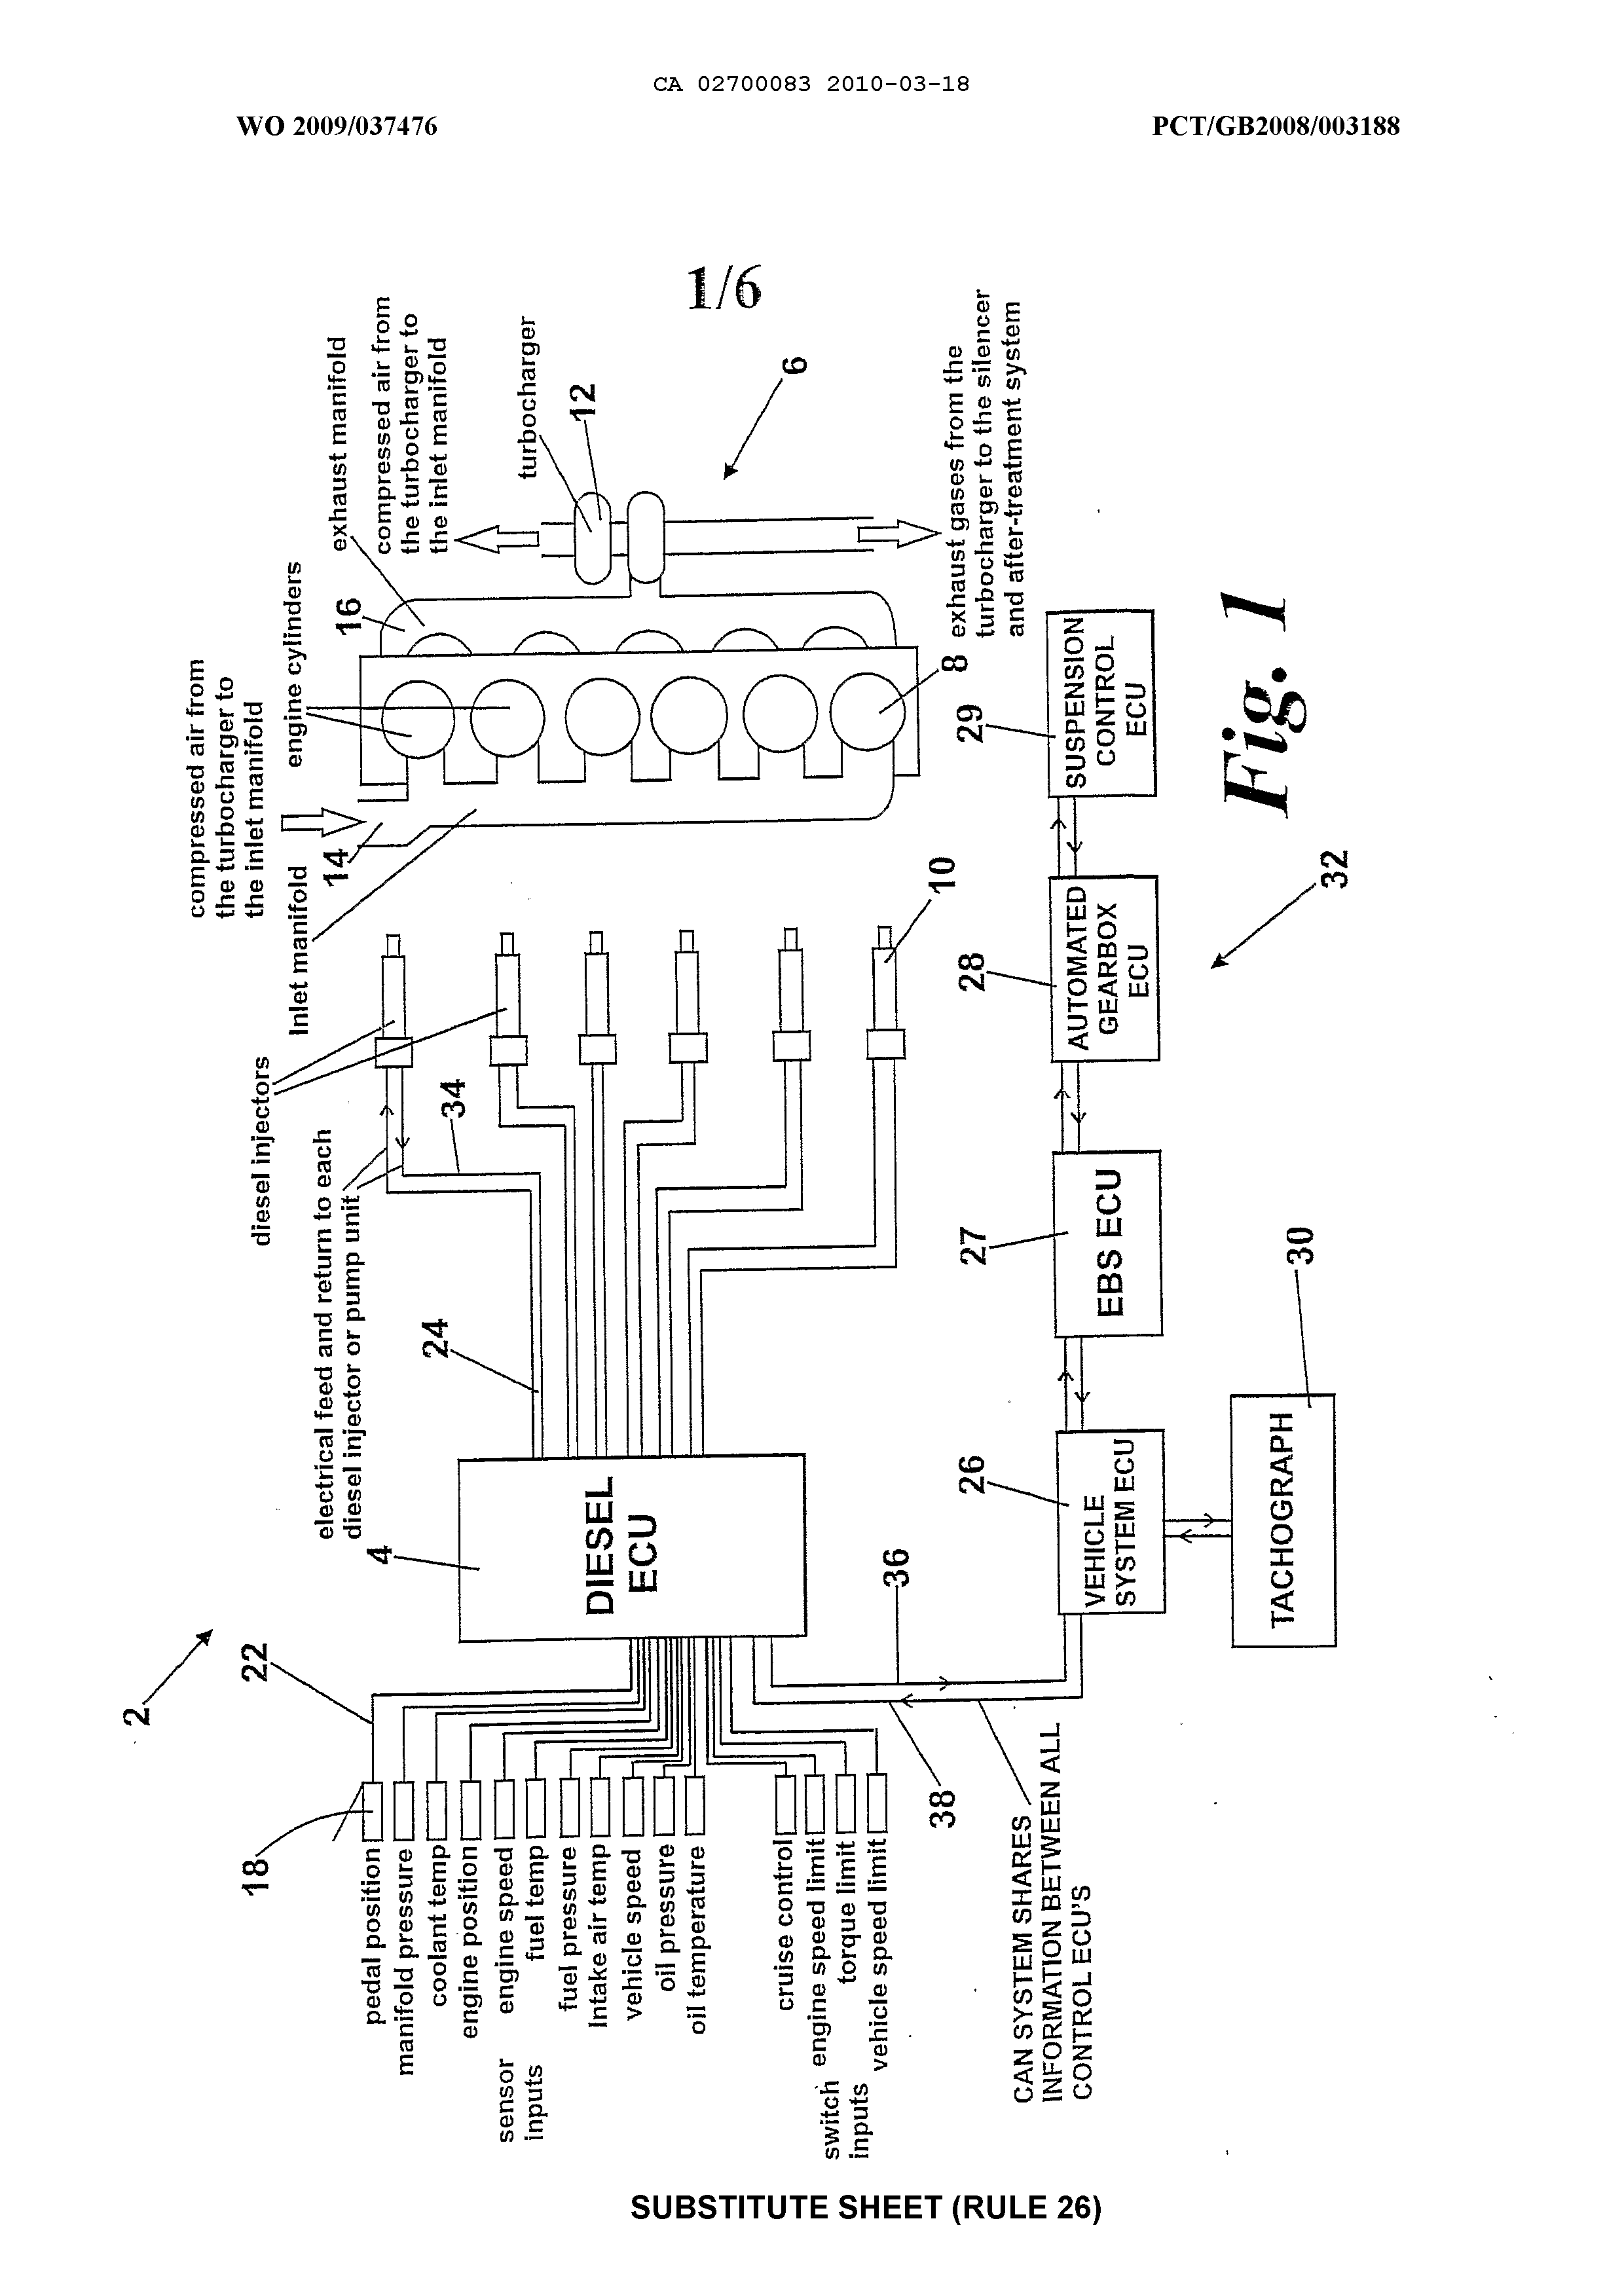 CA 02700083 2010-03-18
WO 2009/037476
PCT/GB2008/003188
1/6
2
18
22
4
pedal position
manifold pressure
coolant temp
engine position
engine speed
fuel temp
fuel pressure
Intake air temp
vehicle speed
oil pressure
oil temperature
sensor
inputs
cruise control
engine speed limit
torque limit
vehicle speed limit
switch
inputs
DIESEL
ECU
electrical feed and return to each
diesel injector or pump unit
24
34
diesel injectors
10
Inlet manifold
14
compressed air from
the turbocharger to
the inlet manifold
engine cylinders
16
8
exhaust manifold
compressed air from
the turbocharger to
the inlet manifold
turbocharger
12
6
exhaust gases from the
turbocharger to the silencer
and after-treatment system
36
38
CAN SYSTEM SHARES
INFORMATION BETWEEN ALL
CONTROL ECU'S
26
VEHICLE
SYSTEM ECU
27
EBS ECU
28
AUTOMATED
GEARBOX
ECU
29
SUSPENSION
CONTROL
ECU
30
TACHOGRAPH
32
Fig. 1
SUBSTITUTE SHEET (RULE 26)